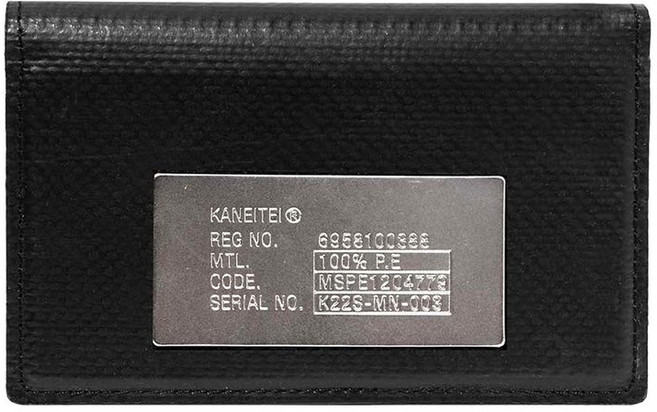 KANEITEI ®
REG NO. 6958100388
MTL. 100% P.E
CODE. MSPE1204779
SERIAL NO. K22S-MN-003